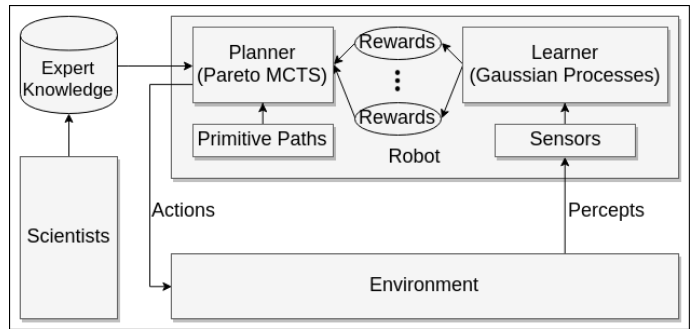 Expert
Knowledge
Planner
(Pareto MCTS)
Rewards
Learner
(Gaussian Processes)
Rewards
Primitive Paths
Sensors
Robot
Scientists
Actions
Percepts
Environment